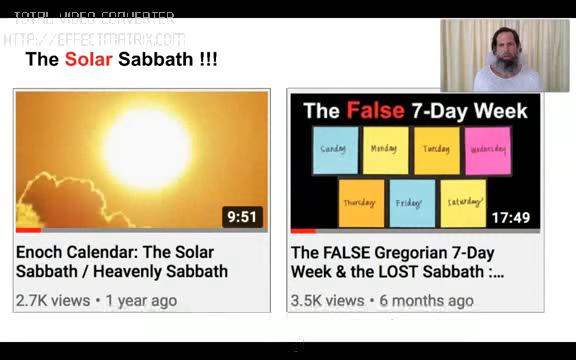 TOTAL VIDEO CONVERTER
HTTP://EFFECTMATRIX.COM
The Solar Sabbath !!!
The False 7-Day Week
Sunday
Monday
Tuesday
Wednesday
Thursday
Friday
Saturday
9:51
17:49
Enoch Calendar: The Solar
Sabbath / Heavenly Sabbath
2.7K views • 1 year ago
The FALSE Gregorian 7-Day
Week & the LOST Sabbath :...
3.5K views • 6 months ago